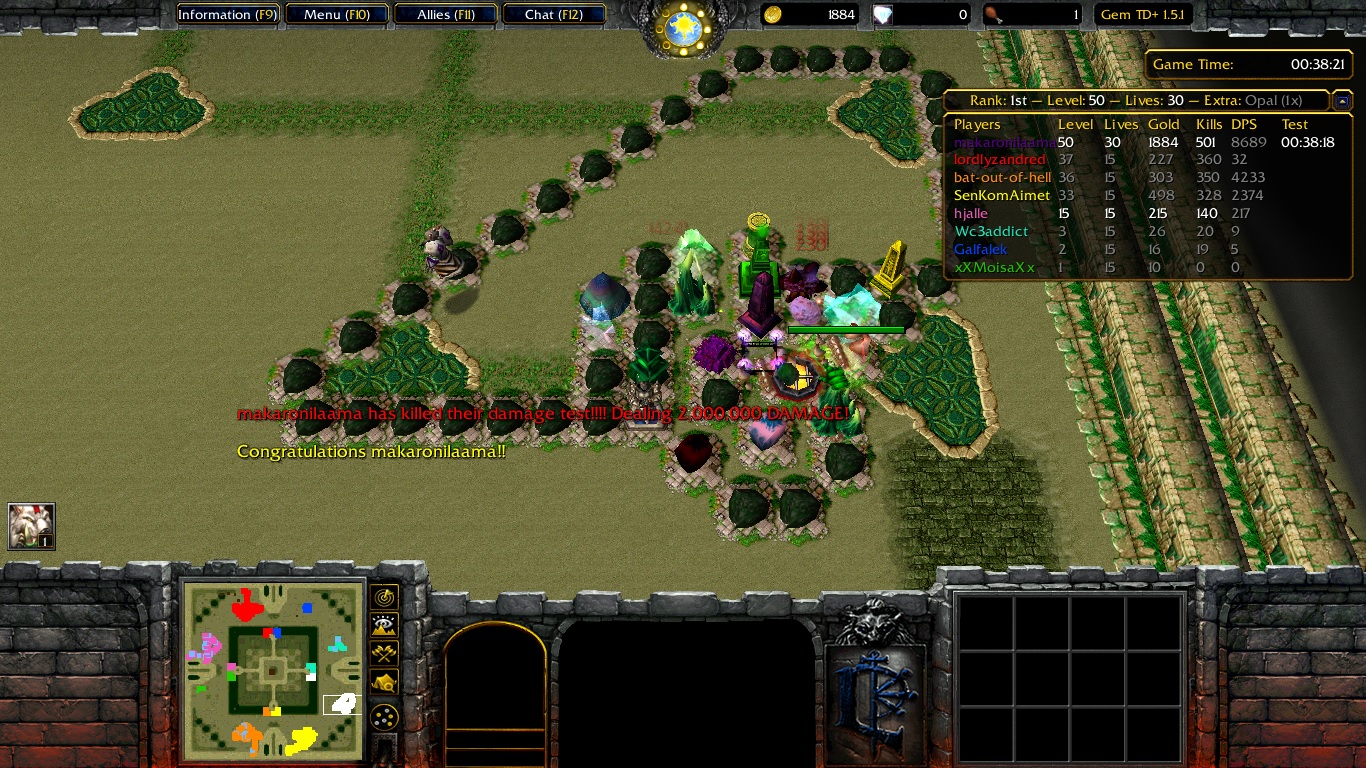 Information (F9)
Menu (F10)
Allies (F11)
Chat (F12)
1884
0
1
Gem TD+ 1.5.1
Game Time: 00:38:21
Rank: 1st — Level: 50 — Lives: 30 — Extra: Opal (1x)
Players Level Lives Gold Kills DPS Test
makaronilaama 50 30 1884 501 8689 00:38:18
lordlyzandred 37 15 227 360 32
bat-out-of-hell 36 15 303 350 4233
SenKomAimet 33 15 498 328 2374
hjalle 15 15 215 140 217
Wc3addict 3 15 26 20 9
Galfalek 2 15 16 19 5
xXMoisaXx 1 15 10 0 0
makaronilaama has killed their damage test!!!! Dealing 2.000.000 DAMAGE!
Congratulations makaronilaama!!
1